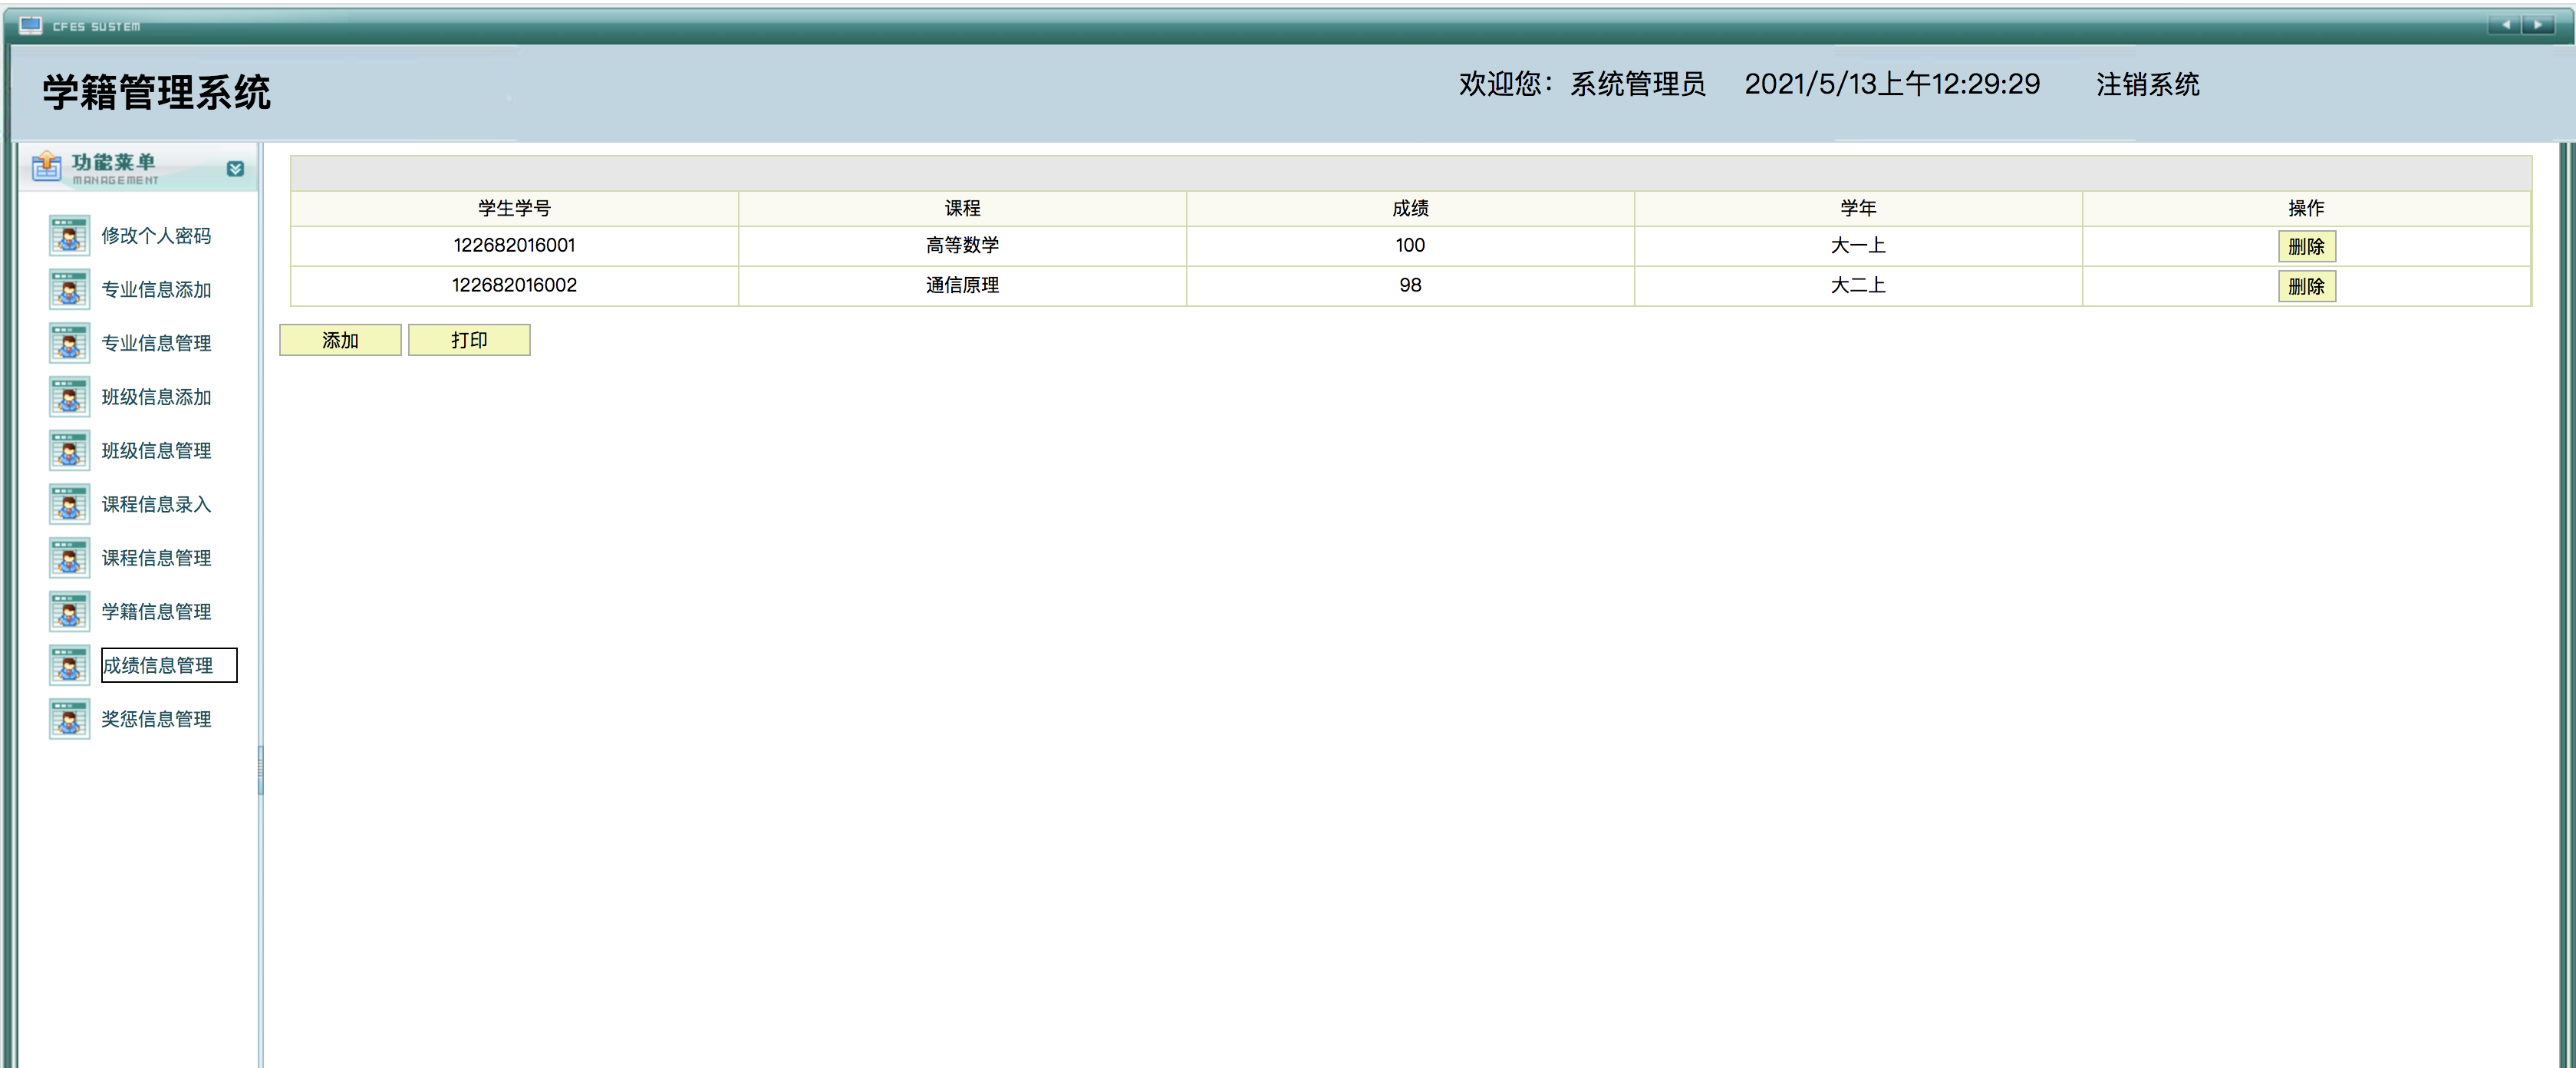 CFES SUSTEM
学籍管理系统
欢迎您：系统管理员 2021/5/13上午12:29:29 注销系统
功能菜单
MANAGEMENT
修改个人密码
专业信息添加
专业信息管理
班级信息添加
班级信息管理
课程信息录入
课程信息管理
学籍信息管理
成绩信息管理
奖惩信息管理
学生学号 课程 成绩 学年 操作
122682016001 高等数学 100 大一上 删除
122682016002 通信原理 98 大二上 删除
添加 打印